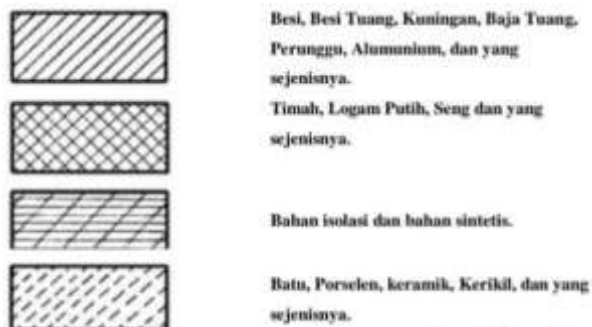 Besi, Besi Tuang, Kuningan, Baja Tuang,
Perunggu, Alumunium, dan yang
sejenisnya.
Timah, Logam Putih, Seng dan yang
sejenisnya.
Bahan isolasi dan bahan sintetis.
Batu, Porselen, keramik, Kerikil, dan yang
sejenisnya.